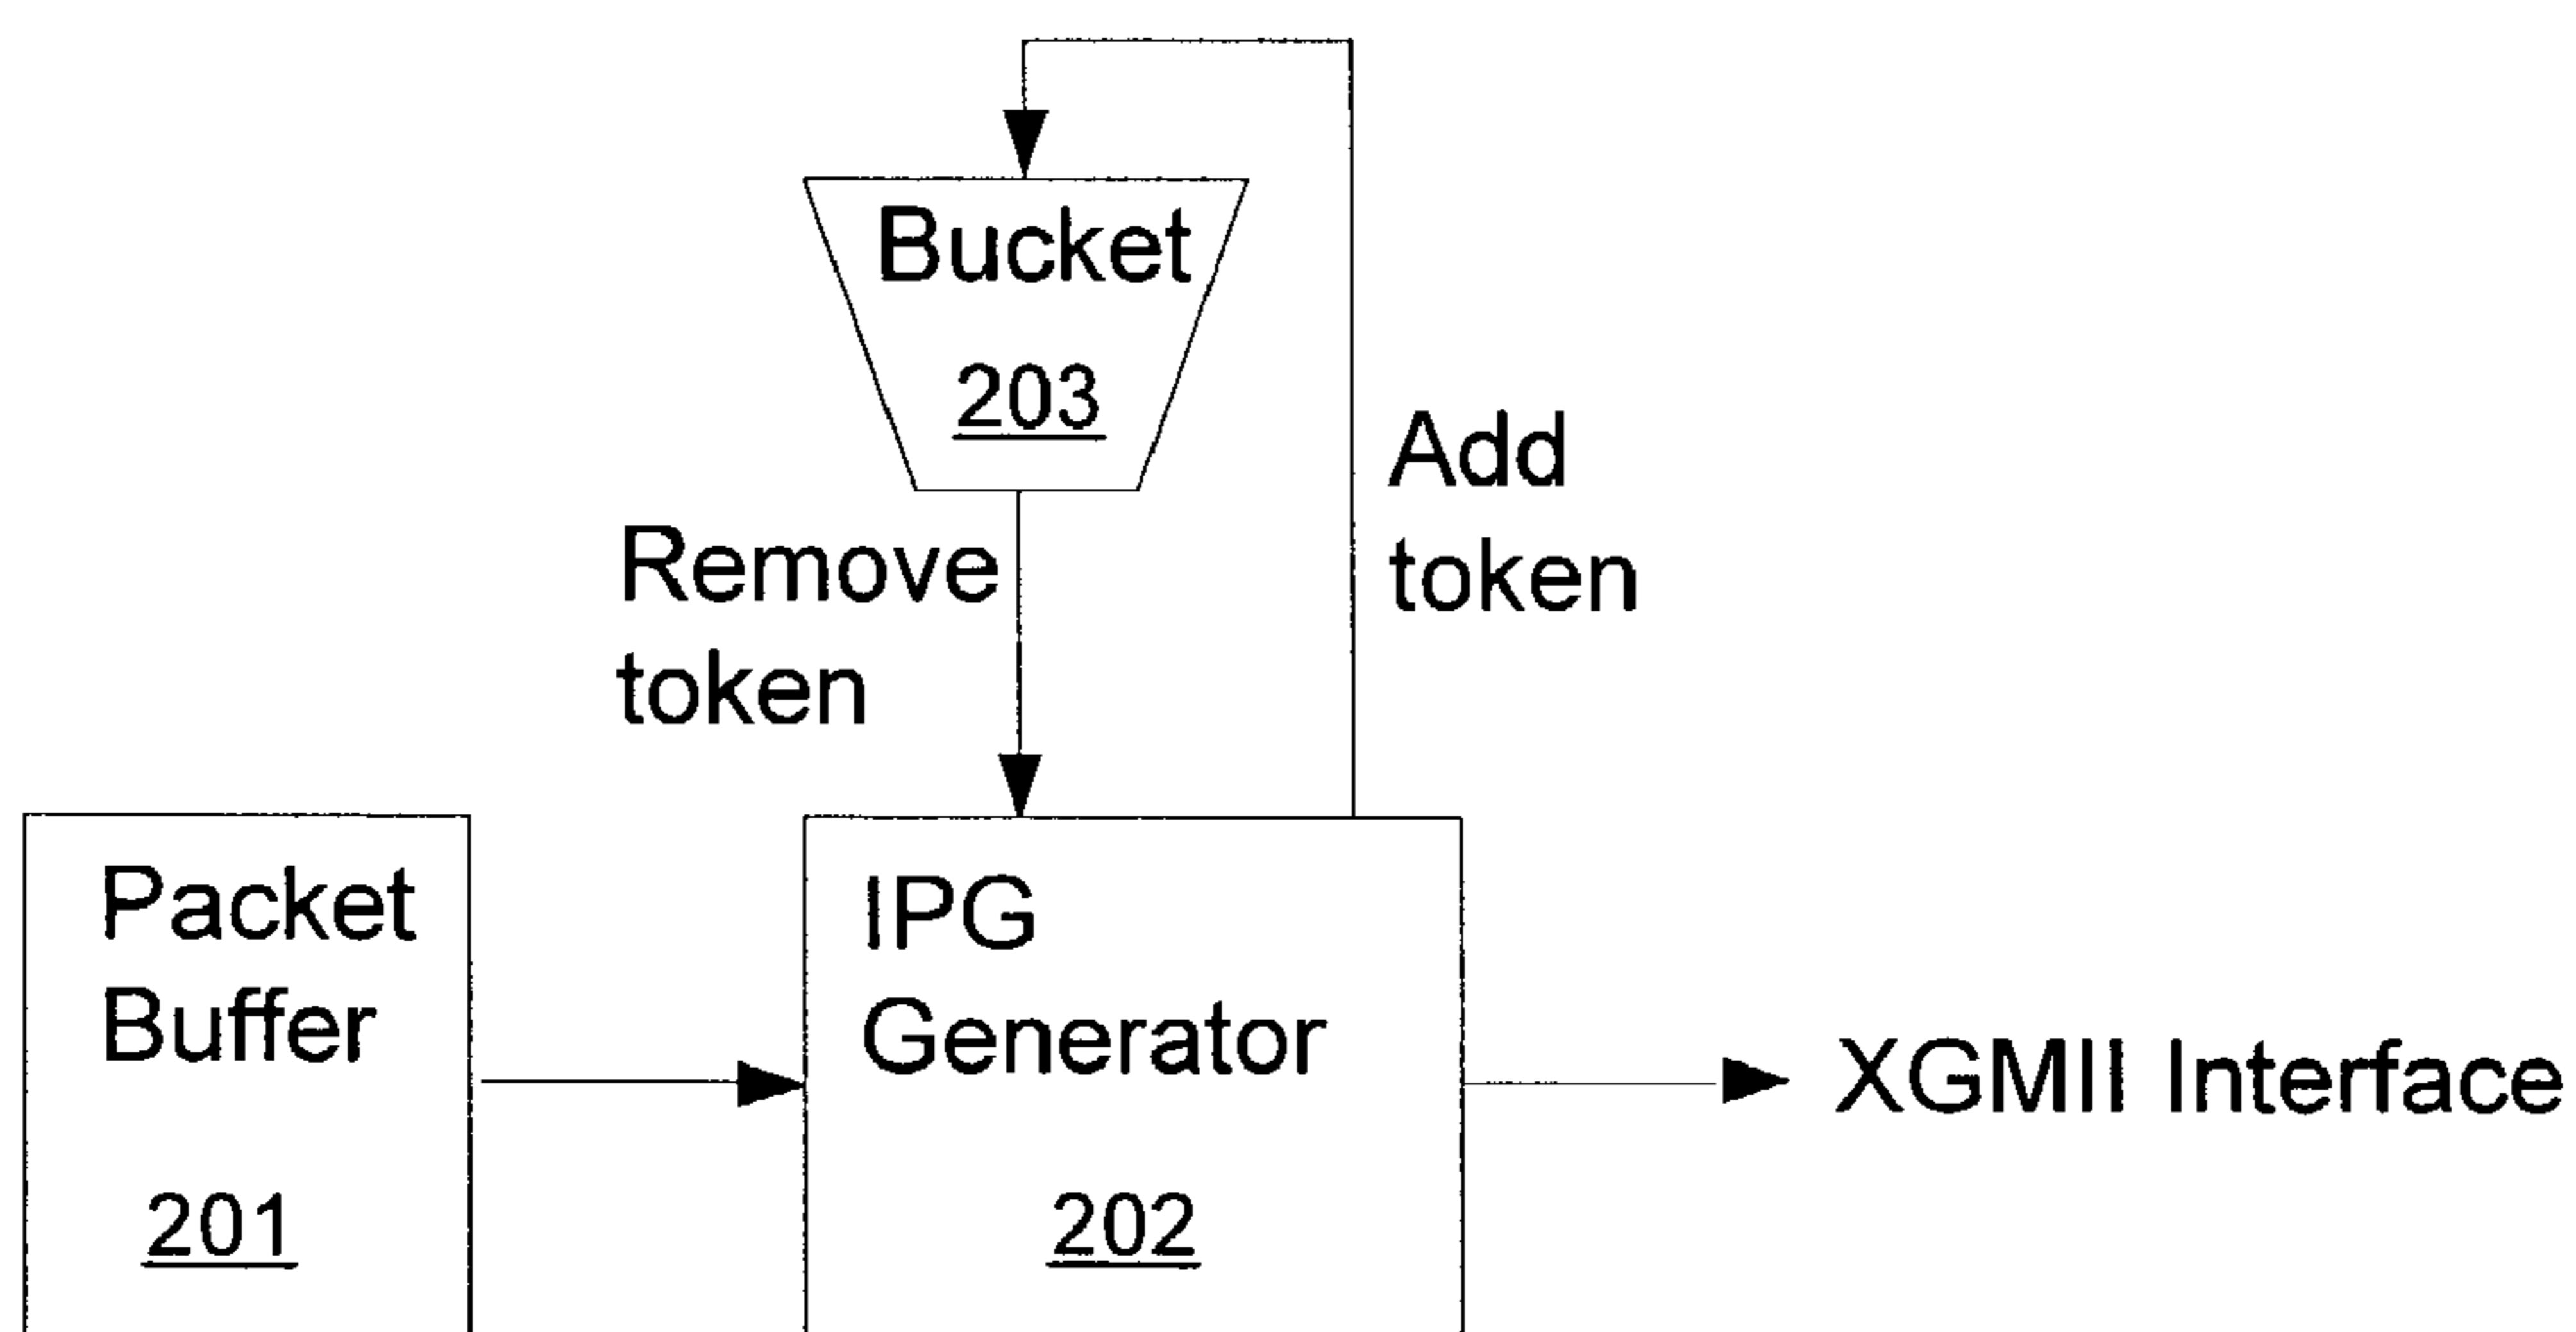 Bucket
203
Add
token
Remove
token
Packet
Buffer
201
IPG
Generator
202
XGMII Interface